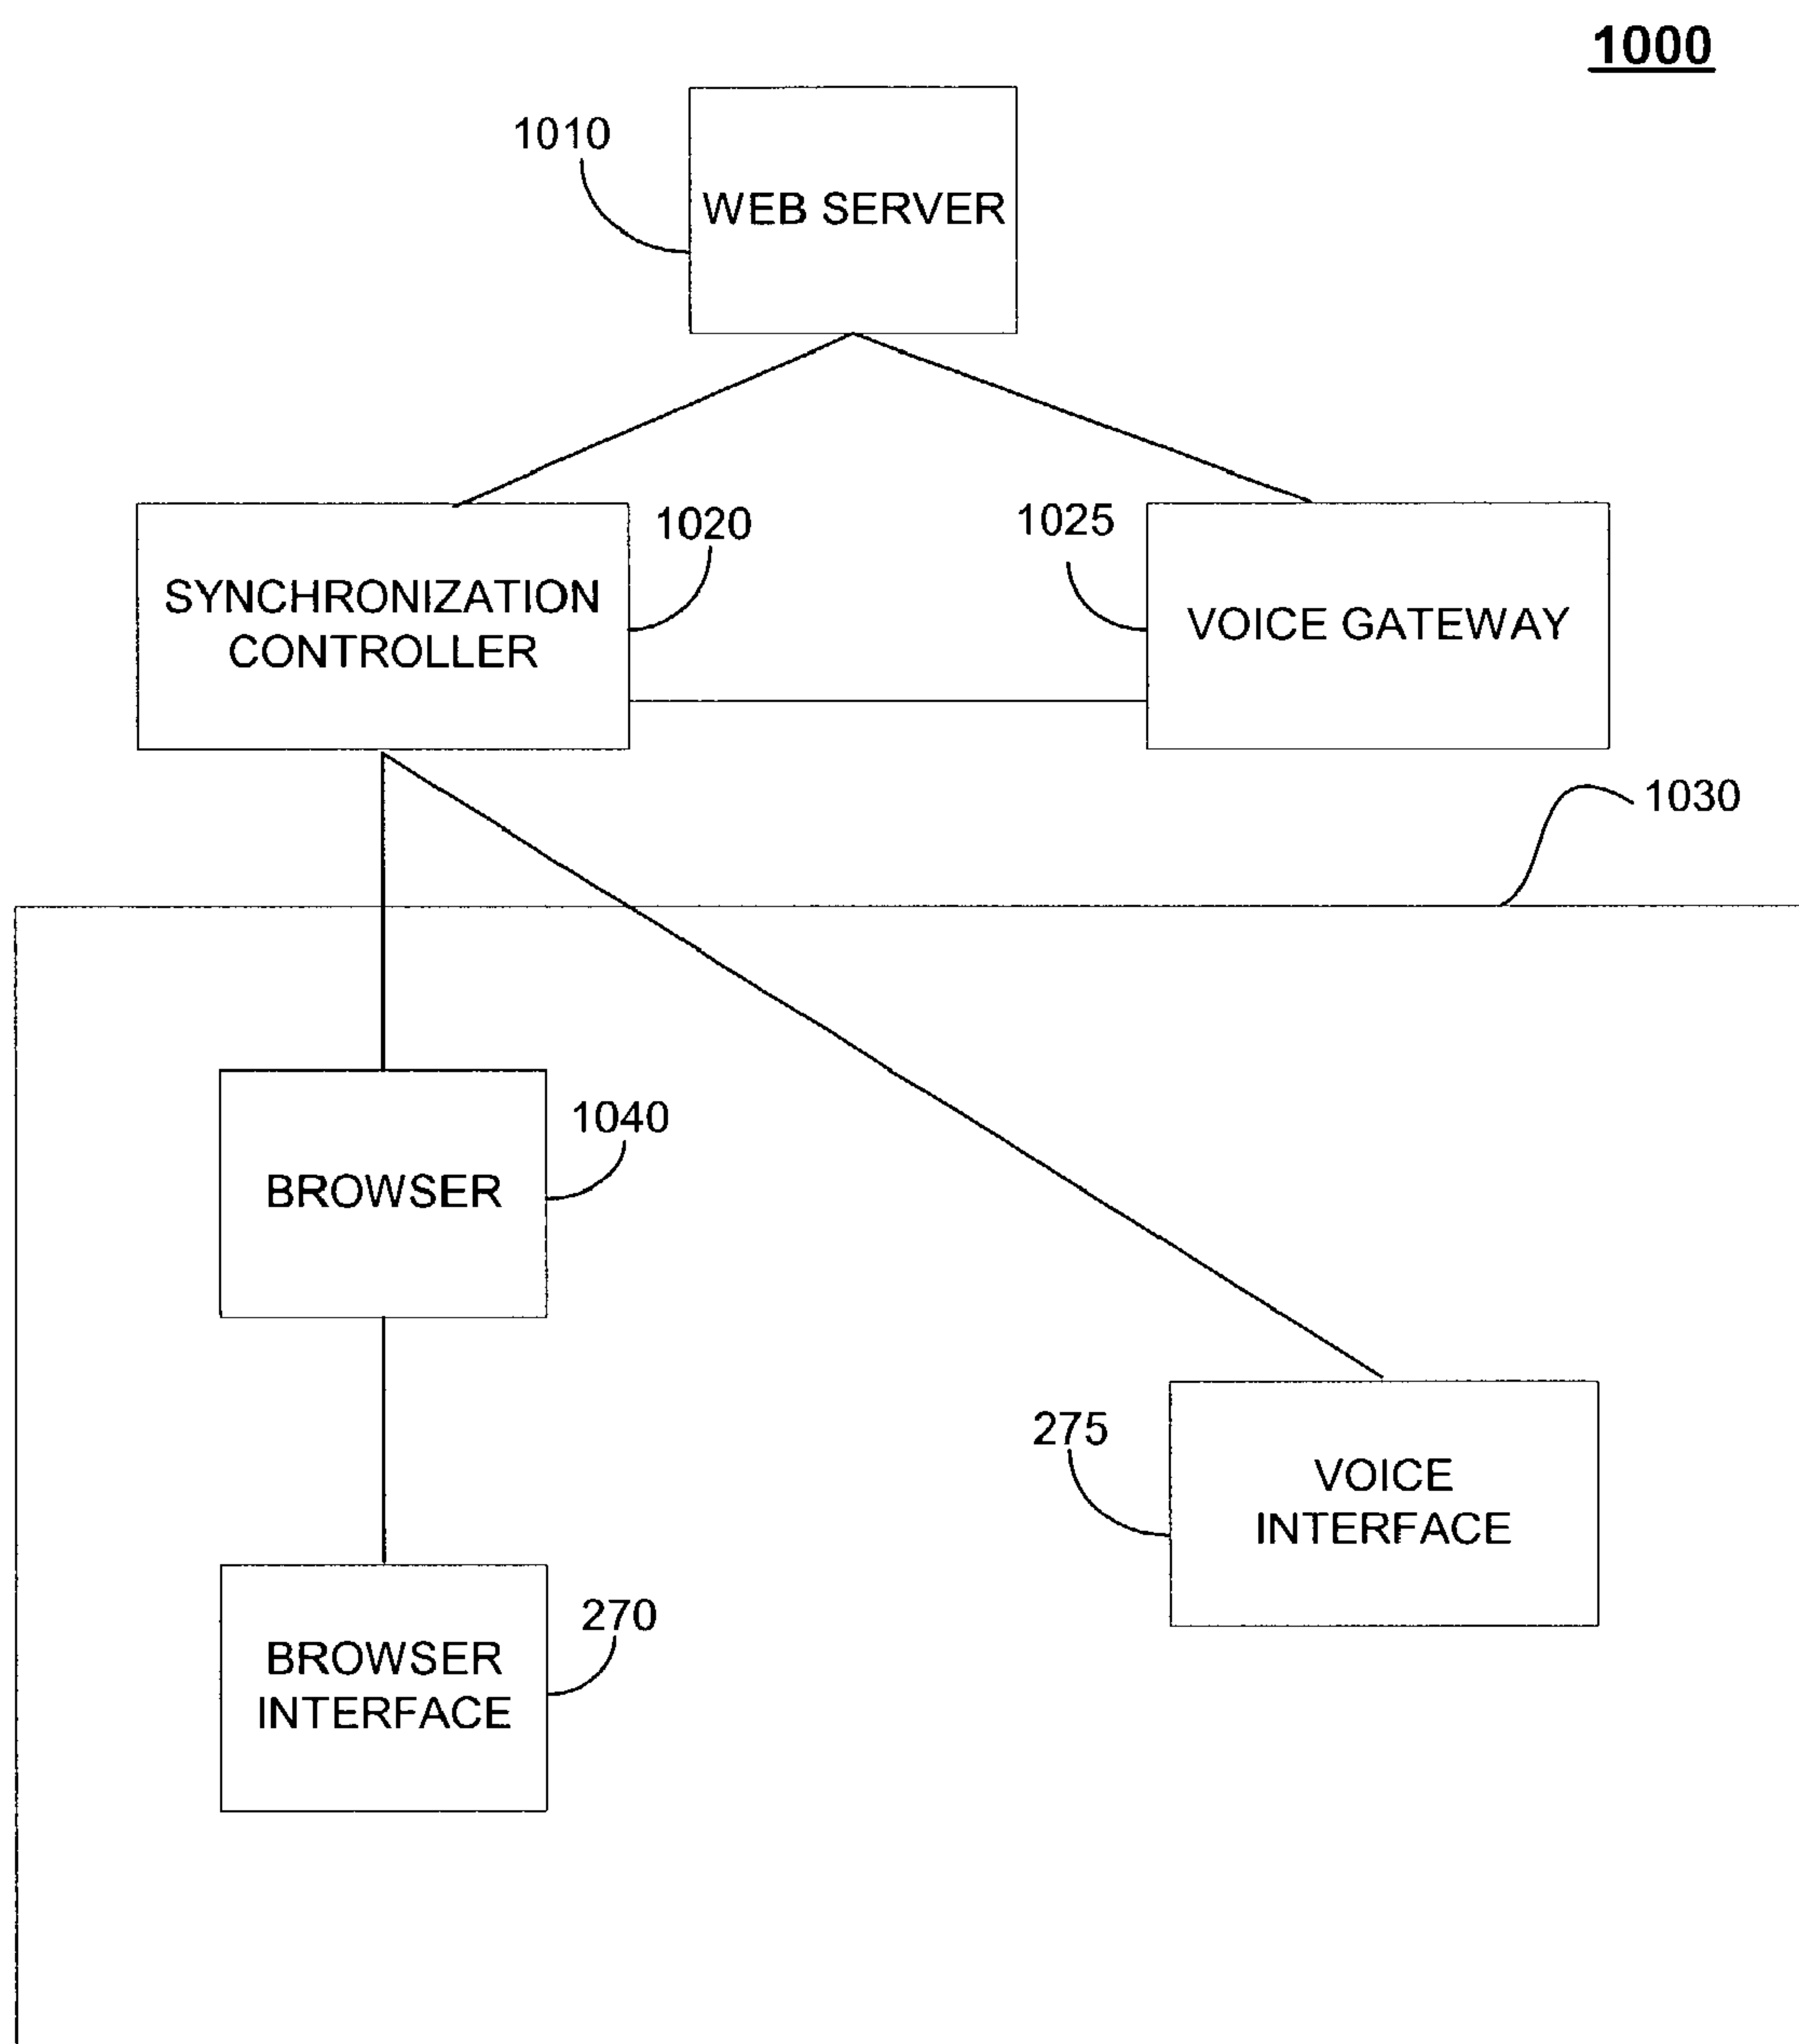 1000
1010
WEB SERVER
1020
1025
SYNCHRONIZATION
CONTROLLER
VOICE GATEWAY
1030
1040
BROWSER
275
VOICE
INTERFACE
270
BROWSER
INTERFACE